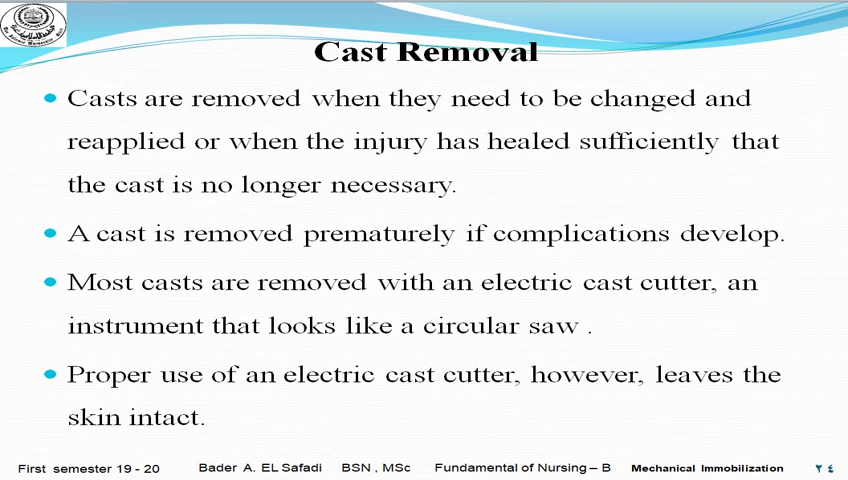 Cast Removal
Casts are removed when they need to be changed and
reapplied or when the injury has healed sufficiently that
the cast is no longer necessary.
A cast is removed prematurely if complications develop.
Most casts are removed with an electric cast cutter, an
instrument that looks like a circular saw .
Proper use of an electric cast cutter, however, leaves the
skin intact.
First semester 19 - 20 Bader A. EL Safadi BSN , MSc Fundamental of Nursing – B Mechanical Immobilization ٢٤